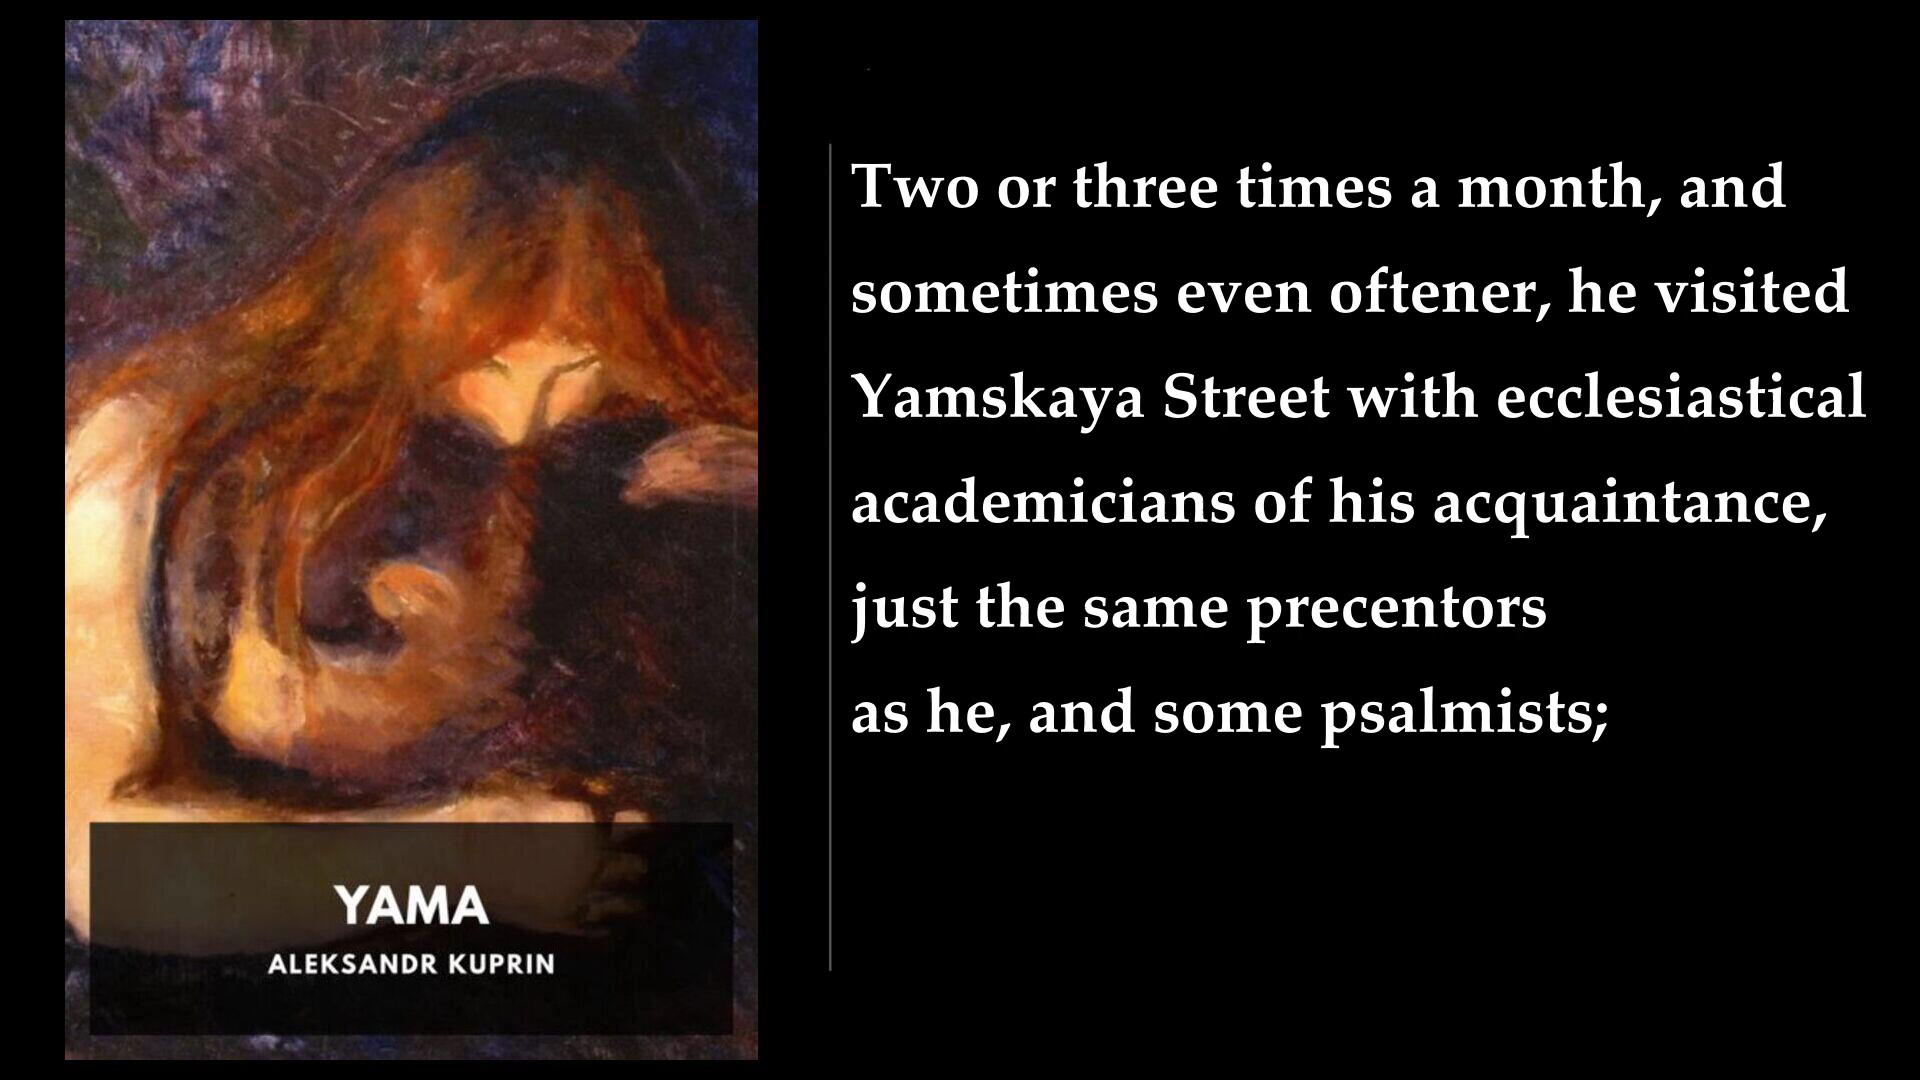 YAMA
ALEKSANDR KUPRIN
Two or three times a month, and
sometimes even oftener, he visited
Yamskaya Street with ecclesiastical
academicians of his acquaintance,
just the same precentors
as he, and some psalmists;